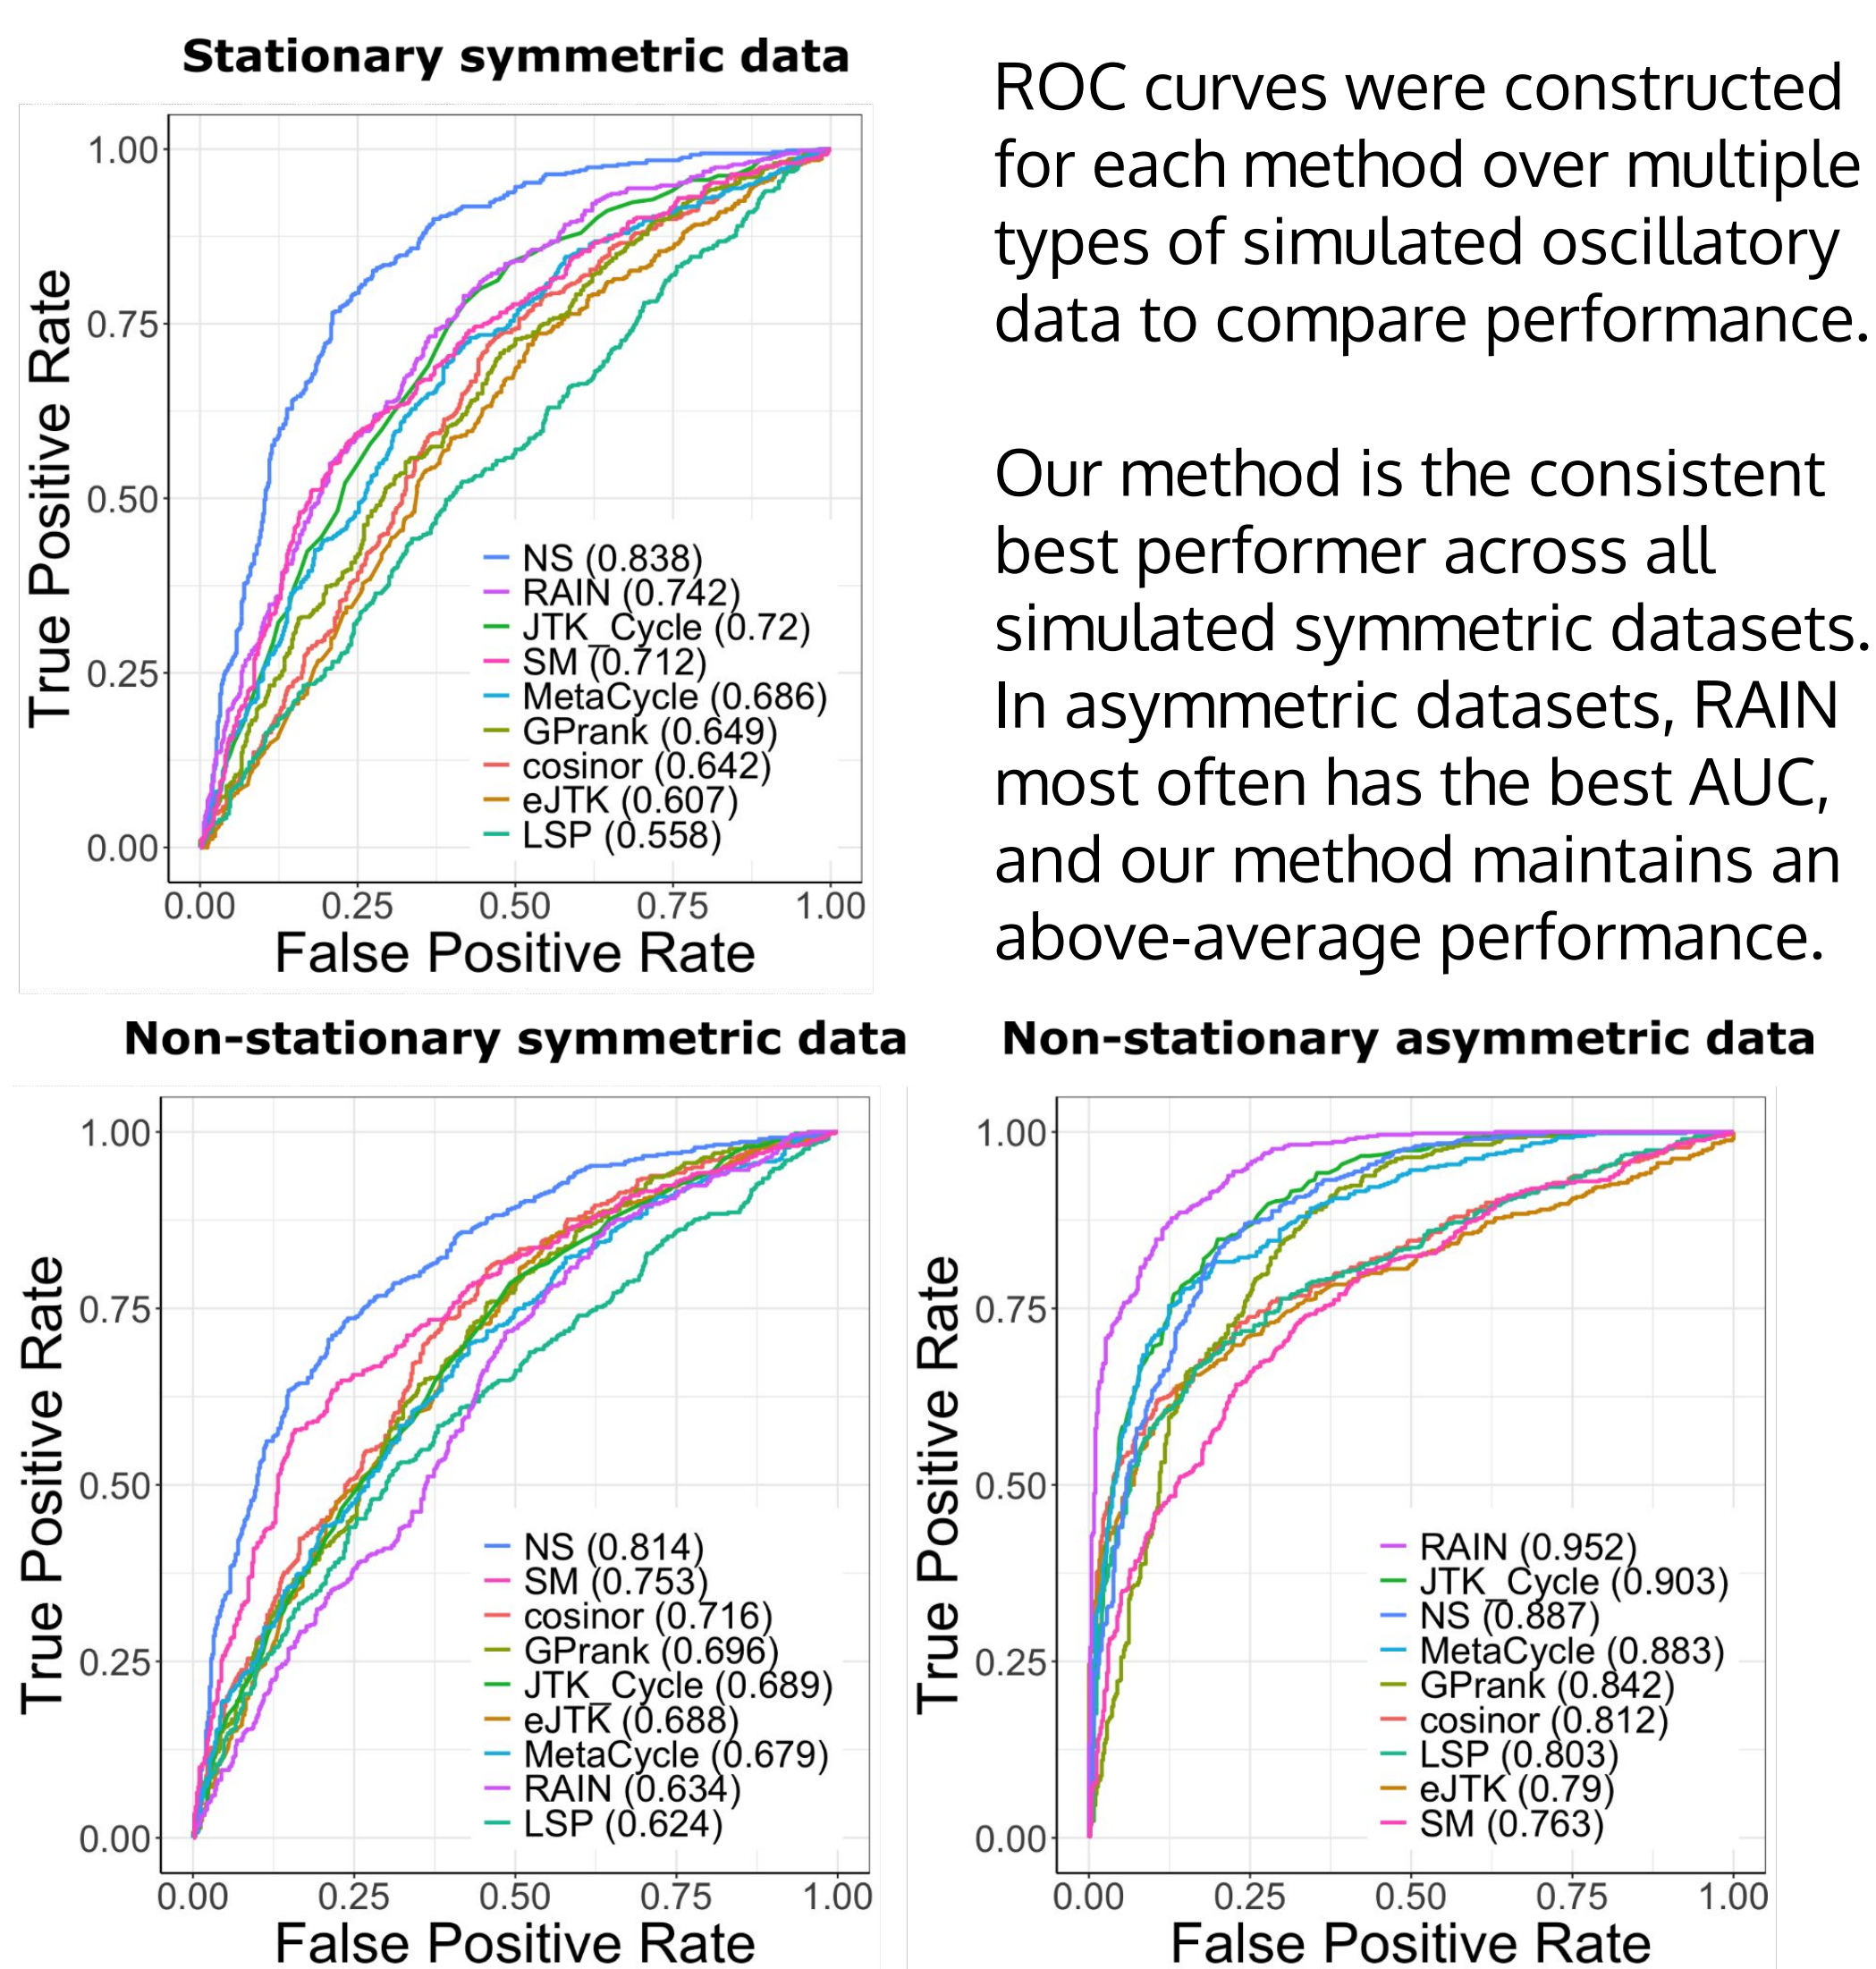 Stationary symmetric data
True Positive Rate
1.00
0.75
0.50
0.25
0.00
NS (0.838)
RAIN (0.742)
JTK_Cycle (0.72)
SM (0.712)
MetaCycle (0.686)
GPrank (0.649)
cosinor (0.642)
eJTK (0.607)
LSP (0.558)
0.00 0.25 0.50 0.75 1.00
False Positive Rate
ROC curves were constructed
for each method over multiple
types of simulated oscillatory
data to compare performance.
Our method is the consistent
best performer across all
simulated symmetric datasets.
In asymmetric datasets, RAIN
most often has the best AUC,
and our method maintains an
above-average performance.
Non-stationary symmetric data
True Positive Rate
1.00
0.75
0.50
0.25
0.00
NS (0.814)
SM (0.753)
cosinor (0.716)
GPrank (0.696)
JTK_Cycle (0.689)
eJTK (0.688)
MetaCycle (0.679)
RAIN (0.634)
LSP (0.624)
0.00 0.25 0.50 0.75 1.00
False Positive Rate
Non-stationary asymmetric data
True Positive Rate
1.00
0.75
0.50
0.25
0.00
RAIN (0.952)
JTK_Cycle (0.903)
NS (0.887)
MetaCycle (0.883)
GPrank (0.842)
cosinor (0.812)
LSP (0.803)
eJTK (0.79)
SM (0.763)
0.00 0.25 0.50 0.75 1.00
False Positive Rate